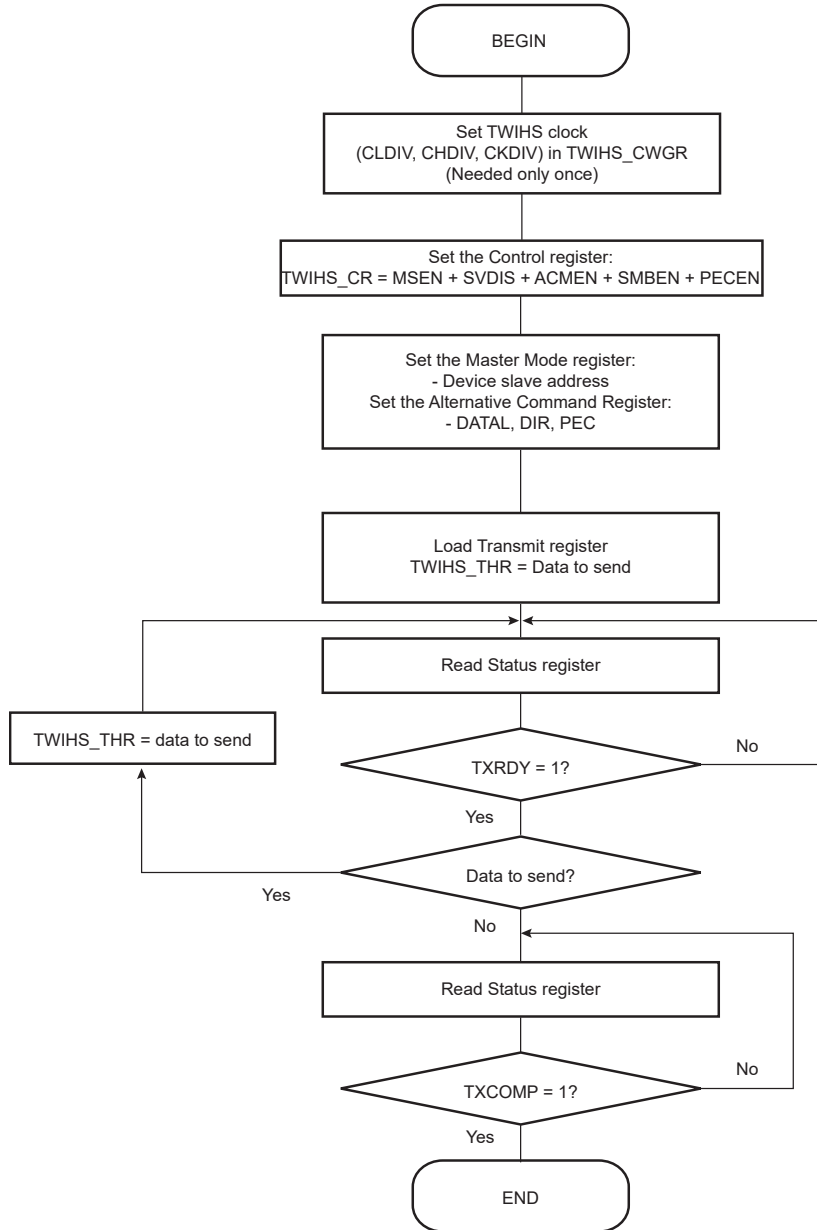 BEGIN
Set TWIHS clock
(CLDIV, CHDIV, CKDIV) in TWIHS_CWGR
(Needed only once)
Set the Control register:
TWIHS_CR = MSEN + SVDIS + ACMEN + SMBEN + PECEN
Set the Master Mode register:
- Device slave address
Set the Alternative Command Register:
- DATAL, DIR, PEC
Load Transmit register
TWIHS_THR = Data to send
Read Status register
TWIHS_THR = data to send
TXRDY = 1?
No
Yes
Data to send?
Yes
No
Read Status register
TXCOMP = 1?
No
Yes
END